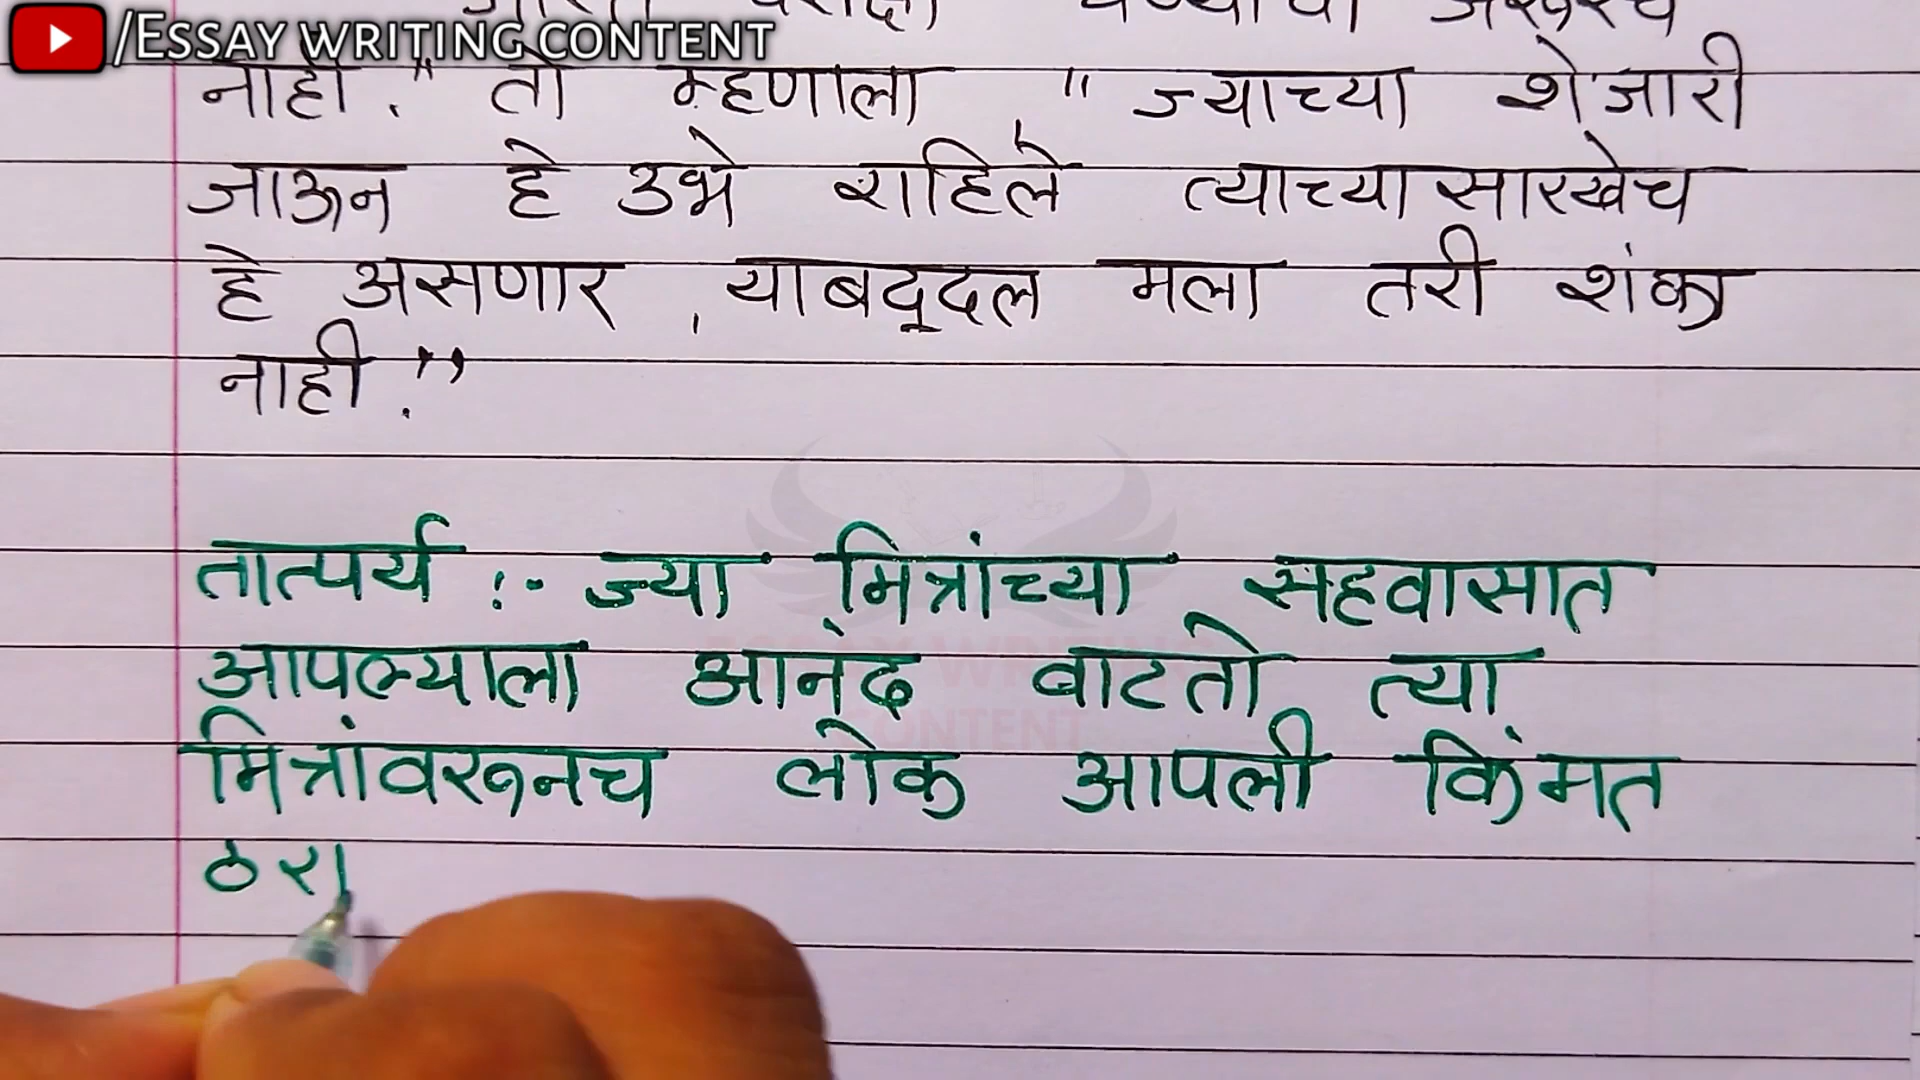 /ESSAY WRITING CONTENT
नाही." तो म्हणाला " ज्याच्या शेजारी
जाऊन हे उभे राहिले, त्याच्यासारखेच
हे असणार, याबद्दल मला तरी शंका
नाही."
तात्पर्य :- ज्या मित्रांच्या सहवासात
आपल्याला आनंद वाटतो, त्या
मित्रांवरूनच लोक आपली किंमत
ठरा